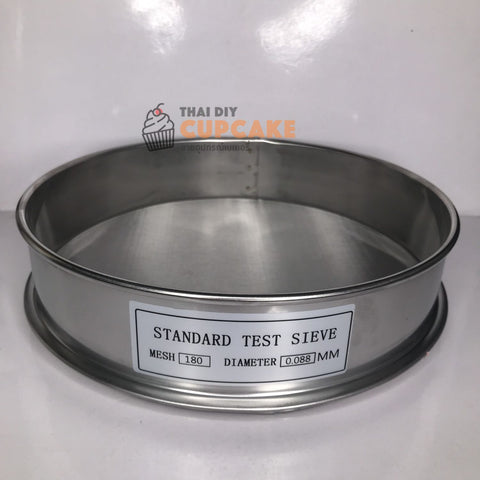 THAI DIY
CUPCAKE
STANDARD TEST SIEVE
MESH 180 DIAMETER 0.088 MM